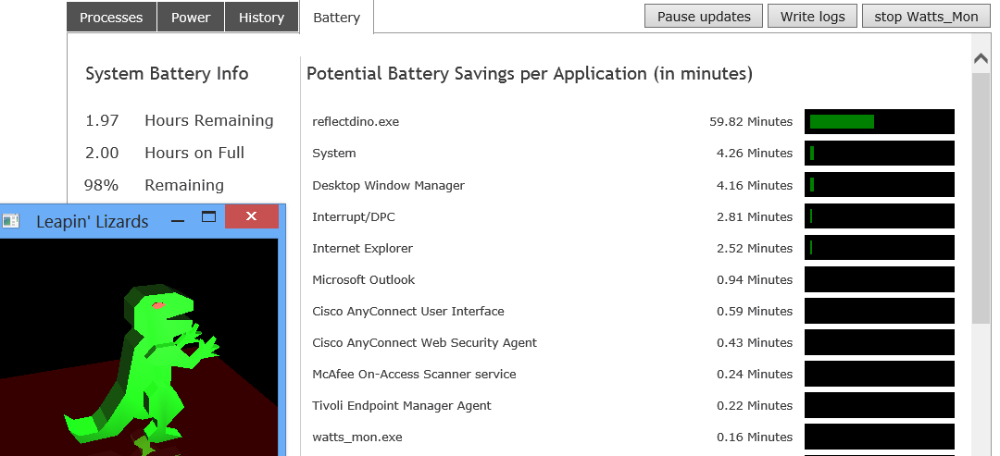 Processes Power History Battery Pause updates Write logs stop Watts_Mon
System Battery Info
1.97 Hours Remaining
2.00 Hours on Full
98% Remaining
Leapin' Lizards
Potential Battery Savings per Application (in minutes)
reflectdino.exe 59.82 Minutes
System 4.26 Minutes
Desktop Window Manager 4.16 Minutes
Interrupt/DPC 2.81 Minutes
Internet Explorer 2.52 Minutes
Microsoft Outlook 0.94 Minutes
Cisco AnyConnect User Interface 0.59 Minutes
Cisco AnyConnect Web Security Agent 0.43 Minutes
McAfee On-Access Scanner service 0.24 Minutes
Tivoli Endpoint Manager Agent 0.22 Minutes
watts_mon.exe 0.16 Minutes